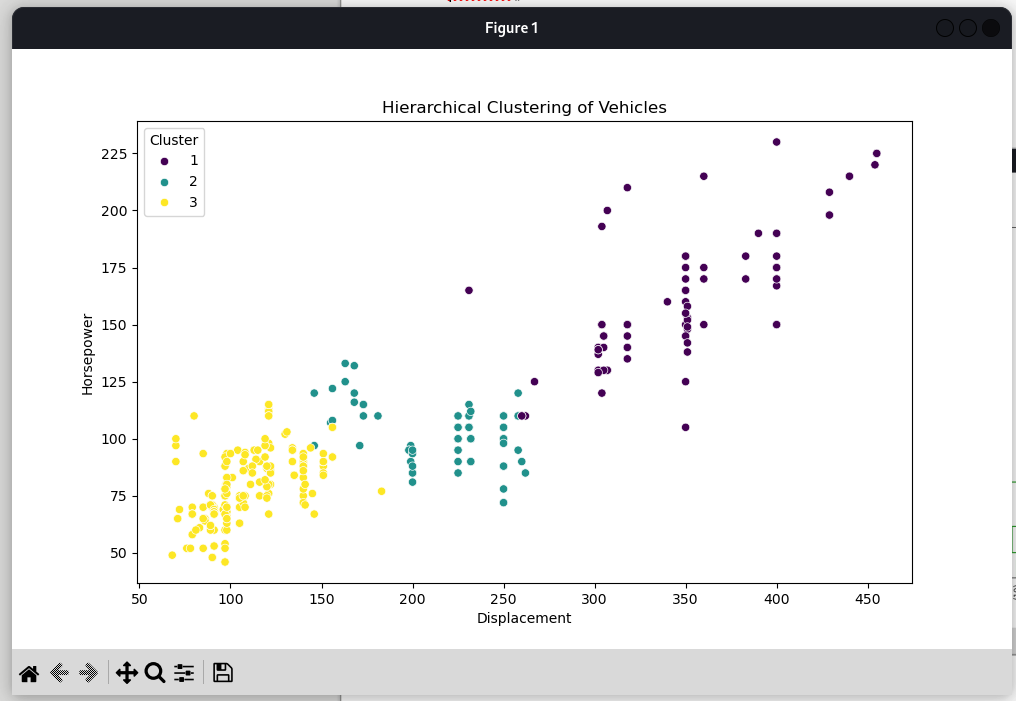 Figure 1
Hierarchical Clustering of Vehicles
Cluster
1
2
3
Horsepower
225
200
175
150
125
100
75
50
50 100 150 200 250 300 350 400 450
Displacement